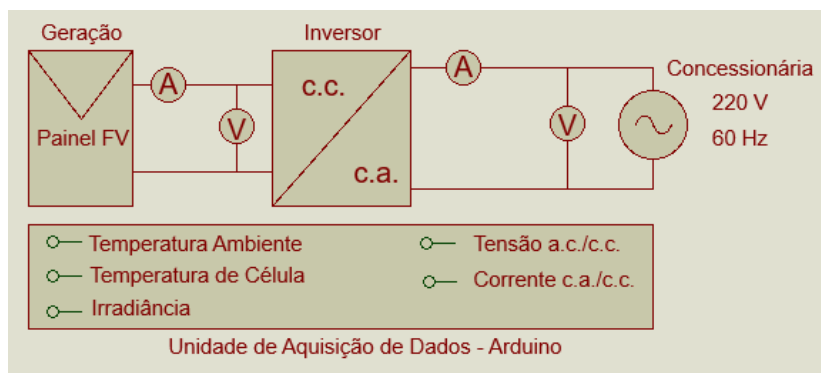 Geração
Inversor
A
A
Concessionária
c.c.
220 V
Painel FV
V
V
60 Hz
c.a.
Temperatura Ambiente
Tensão a.c./c.c.
Temperatura de Célula
Corrente c.a./c.c.
Irradiância
Unidade de Aquisição de Dados - Arduino